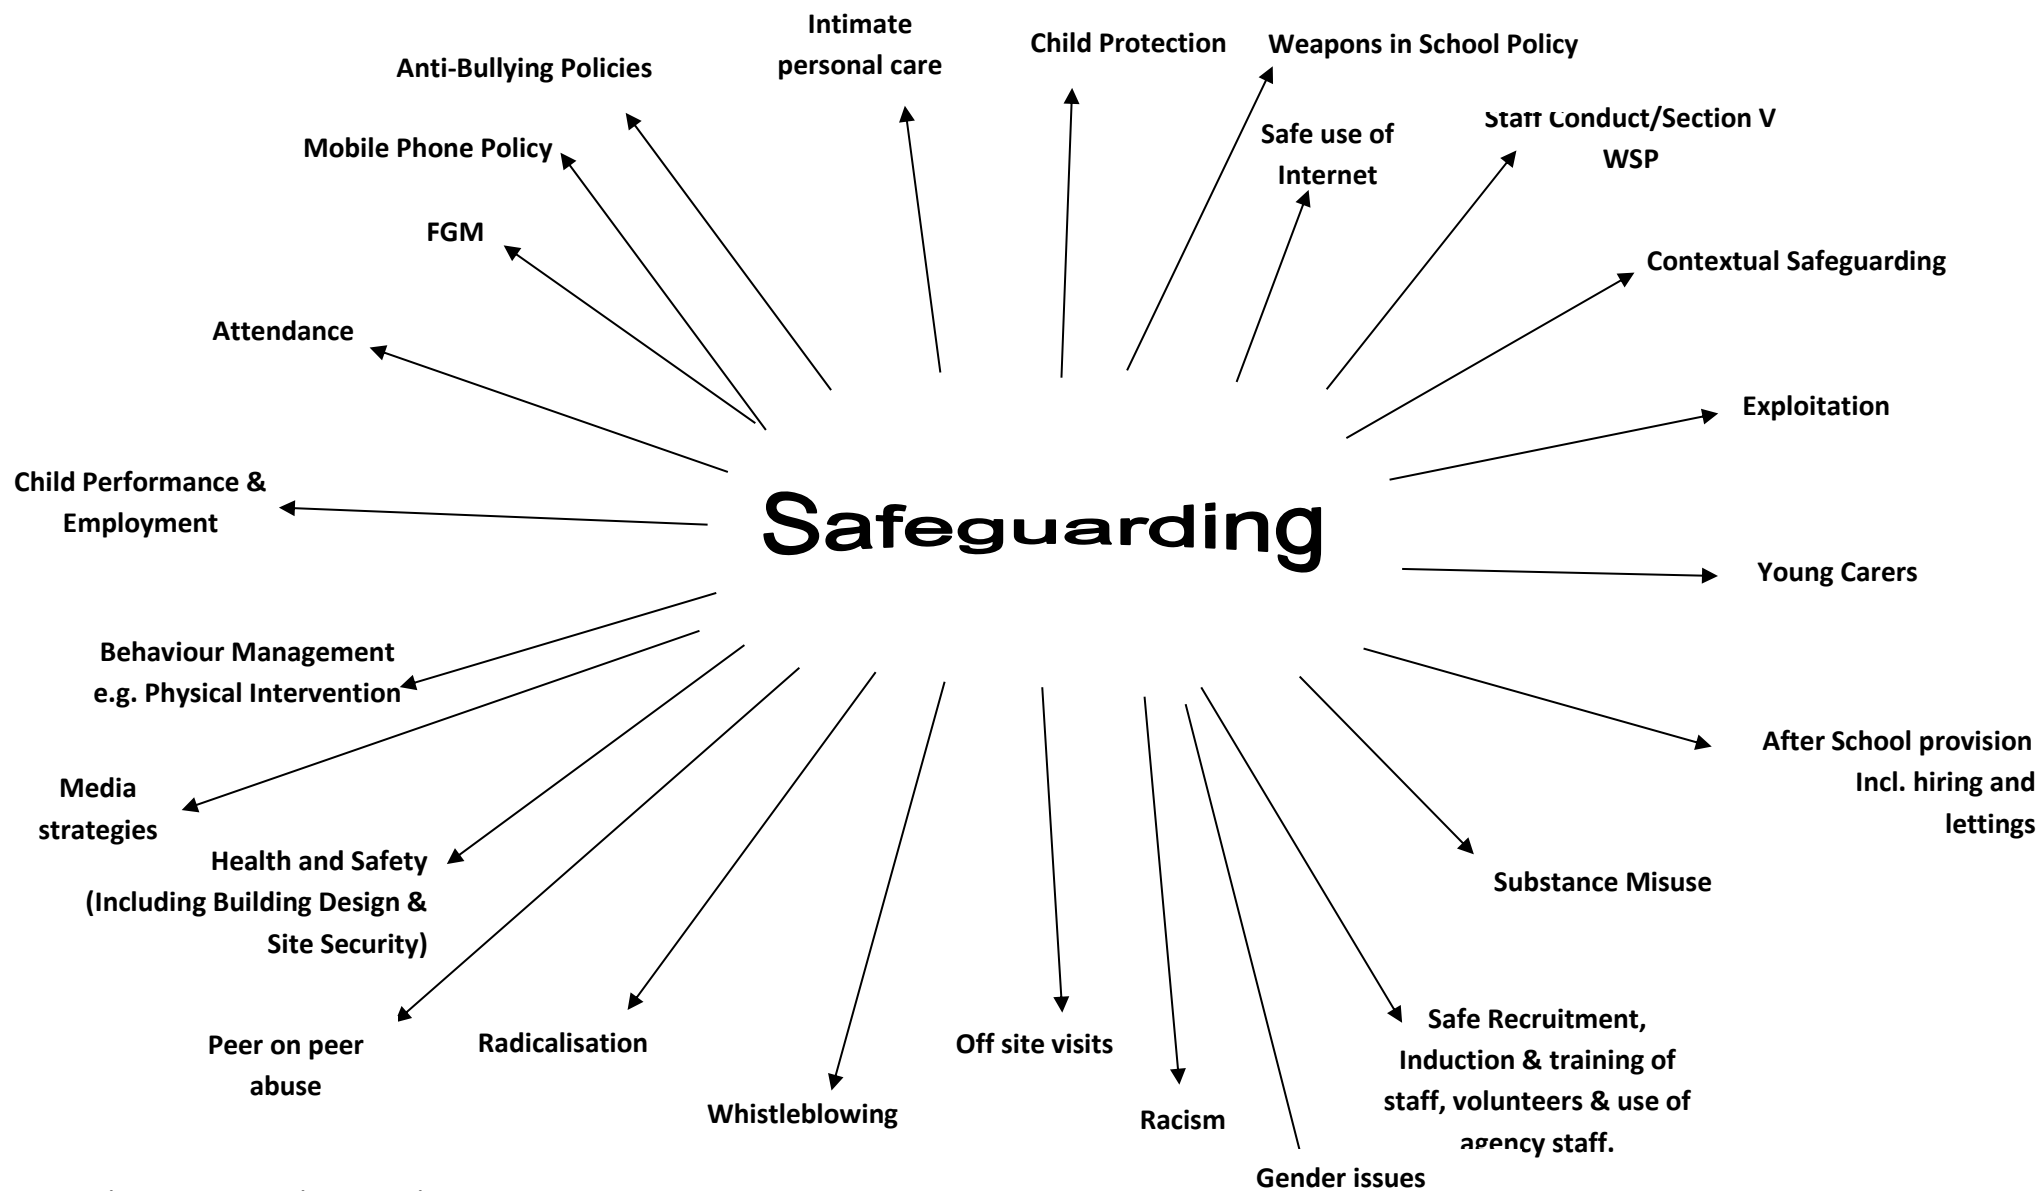 Intimate
personal care
Child Protection
Weapons in School Policy
Anti-Bullying Policies
Staff Conduct/Section V
WSP
Safe use of
Internet
Mobile Phone Policy
FGM
Contextual Safeguarding
Attendance
Exploitation
Child Performance &
Employment
Safeguarding
Young Carers
Behaviour Management
e.g. Physical Intervention
After School provision
Incl. hiring and
lettings
Media
strategies
Health and Safety
(Including Building Design &
Site Security)
Substance Misuse
Peer on peer
abuse
Radicalisation
Whistleblowing
Off site visits
Racism
Safe Recruitment,
Induction & training of
staff, volunteers & use of
agency staff.
Gender issues